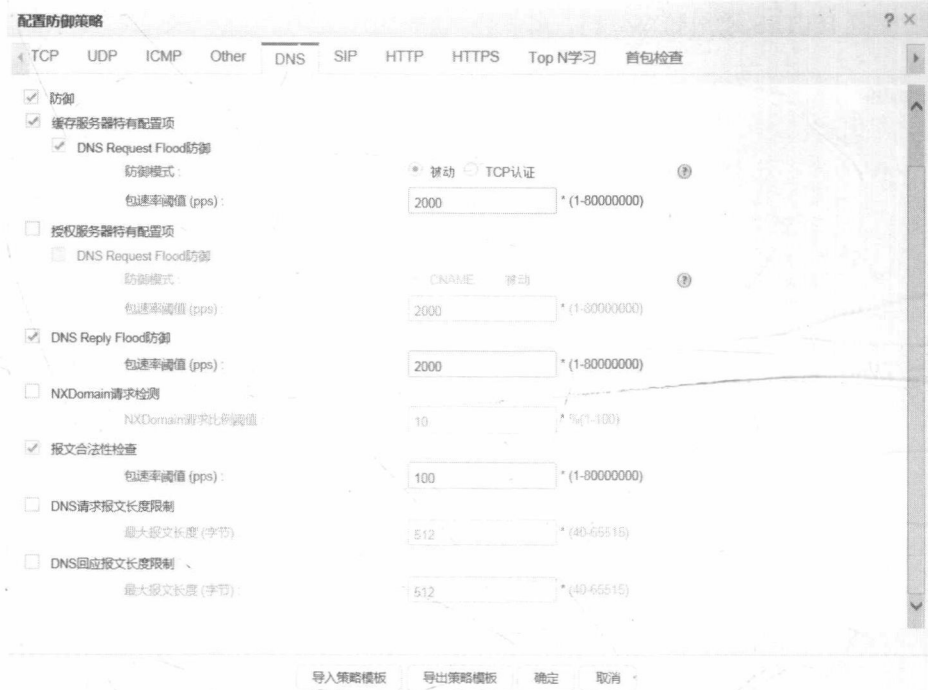 配置防御策略 ? ×
TCP UDP ICMP Other DNS SIP HTTP HTTPS Top N学习 首包检查
防御
缓存服务器特有配置项
DNS Request Flood防御
防御模式: 被动 TCP认证 ?
包速率阈值 (pps): 2000 * (1-80000000)
授权服务器特有配置项
DNS Request Flood防御
防御模式: CNAME 被动 ?
包速率阈值 (pps): 2000 * (1-80000000)
DNS Reply Flood防御
包速率阈值 (pps): 2000 * (1-80000000)
NXDomain请求检测
NXDomain请求比例阈值 10 * %(1-100)
报文合法性检查
包速率阈值 (pps): 100 * (1-80000000)
DNS请求报文长度限制
最大报文长度 (字节) 512 * (40-65515)
DNS回应报文长度限制
最大报文长度 (字节): 512 * (40-65515)
导入策略模板 导出策略模板 确定 取消